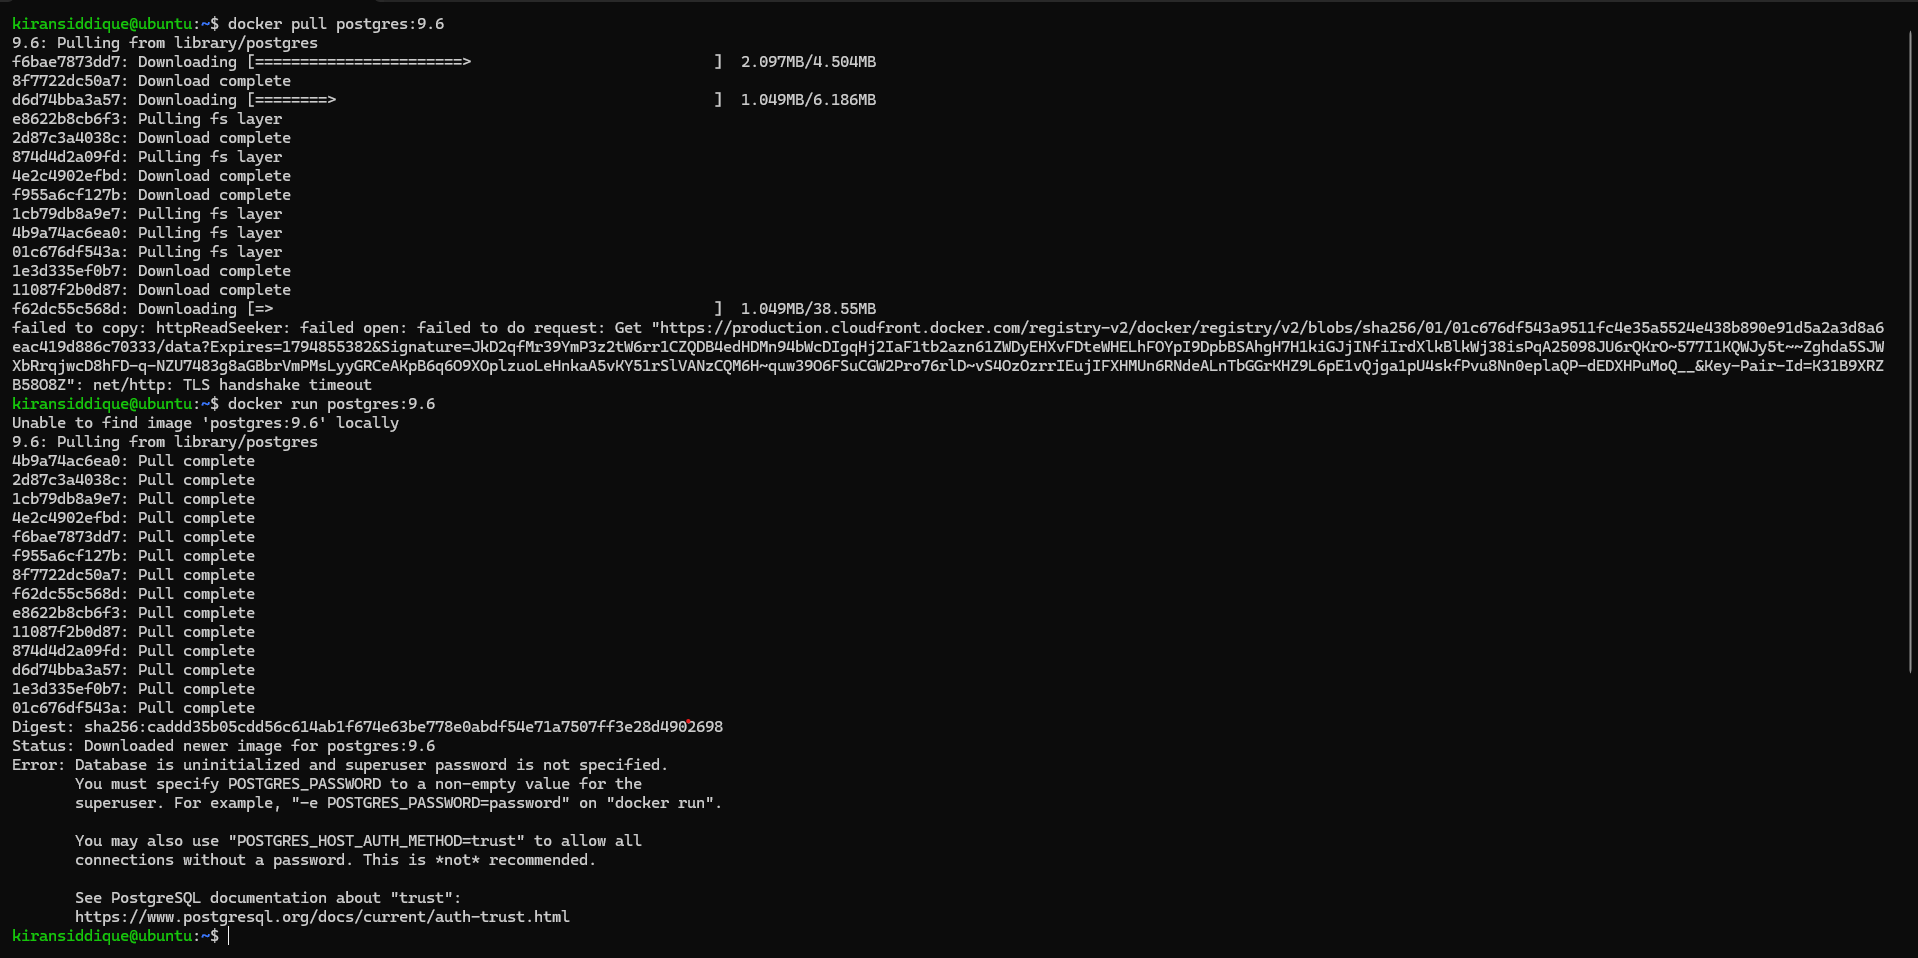 kiransiddique@ubuntu:~$ docker pull postgres:9.6
9.6: Pulling from library/postgres
f6bae7873dd7: Downloading [=======================>                           ]  2.097MB/4.504MB
8f7722dc50a7: Download complete
d6d74bba3a57: Downloading [========>                                          ]  1.049MB/6.186MB
e8622b8cb6f3: Pulling fs layer
2d87c3a4038c: Download complete
874d4d2a09fd: Pulling fs layer
4e2c4902efbd: Download complete
f955a6cf127b: Download complete
1cb79db8a9e7: Pulling fs layer
4b9a74ac6ea0: Pulling fs layer
01c676df543a: Pulling fs layer
1e3d335ef0b7: Download complete
11087f2b0d87: Download complete
f62dc55c568d: Downloading [=>                                                 ]  1.049MB/38.55MB
failed to copy: httpReadSeeker: failed open: failed to do request: Get "https://production.cloudfront.docker.com/registry-v2/docker/registry/v2/blobs/sha256/01/01c676df543a9511fc4e35a5524e438b890e91d5a2a3d8a6
eac419d886c70333/data?Expires=1794855382&Signature=JkD2qfMr39YmP3z2tW6rr1CZQDB4edHDMn94bWcDIgqHj2IaF1tb2azn61ZWDyEHXvFDteWHELhFOYpI9DpbBSAhgH7H1kiGJjINfiIrdXlkBlkWj38isPqA25098JU6rQKrO~577I1KQWJy5t~~Zghda5SJW
XbRrqjwcD8hFD-q-NZU7483g8aGBbrVmPMsLyyGRCeAKpB6q6O9XOplzuoLeHnkaA5vKY51rSlVANzCQM6H~quw39O6FSuCGW2Pro76rlD~vS4OzOzrrIEujIFXHMUn6RNdeALnTbGGrKHZ9L6pE1vQjga1pU4skfPvu8Nn0eplaQP-dEDXHPuMoQ__&Key-Pair-Id=K31B9XRZ
B58O8Z": net/http: TLS handshake timeout
kiransiddique@ubuntu:~$ docker run postgres:9.6
Unable to find image 'postgres:9.6' locally
9.6: Pulling from library/postgres
4b9a74ac6ea0: Pull complete
2d87c3a4038c: Pull complete
1cb79db8a9e7: Pull complete
4e2c4902efbd: Pull complete
f6bae7873dd7: Pull complete
f955a6cf127b: Pull complete
8f7722dc50a7: Pull complete
f62dc55c568d: Pull complete
e8622b8cb6f3: Pull complete
11087f2b0d87: Pull complete
874d4d2a09fd: Pull complete
d6d74bba3a57: Pull complete
1e3d335ef0b7: Pull complete
01c676df543a: Pull complete
Digest: sha256:caddd35b05cdd56c614ab1f674e63be778e0abdf54e71a7507ff3e28d4902698
Status: Downloaded newer image for postgres:9.6
Error: Database is uninitialized and superuser password is not specified.
       You must specify POSTGRES_PASSWORD to a non-empty value for the
       superuser. For example, "-e POSTGRES_PASSWORD=password" on "docker run".
       You may also use "POSTGRES_HOST_AUTH_METHOD=trust" to allow all
       connections without a password. This is *not* recommended.
       See PostgreSQL documentation about "trust":
       https://www.postgresql.org/docs/current/auth-trust.html
kiransiddique@ubuntu:~$